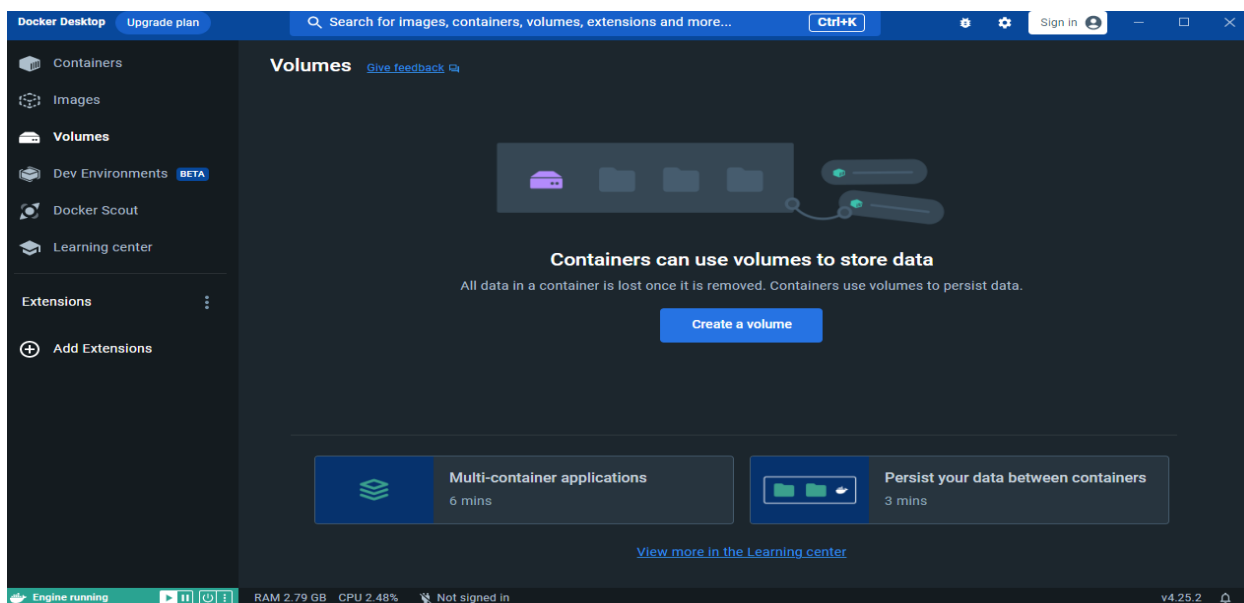 Docker Desktop Upgrade plan Search for images, containers, volumes, extensions and more... Ctrl+K Sign in
Containers
Images
Volumes
Dev Environments BETA
Docker Scout
Learning center
Extensions
Add Extensions
Volumes Give feedback
Containers can use volumes to store data
All data in a container is lost once it is removed. Containers use volumes to persist data.
Create a volume
Multi-container applications
6 mins
Persist your data between containers
3 mins
View more in the Learning center
Engine running RAM 2.79 GB CPU 2.48% Not signed in v4.25.2